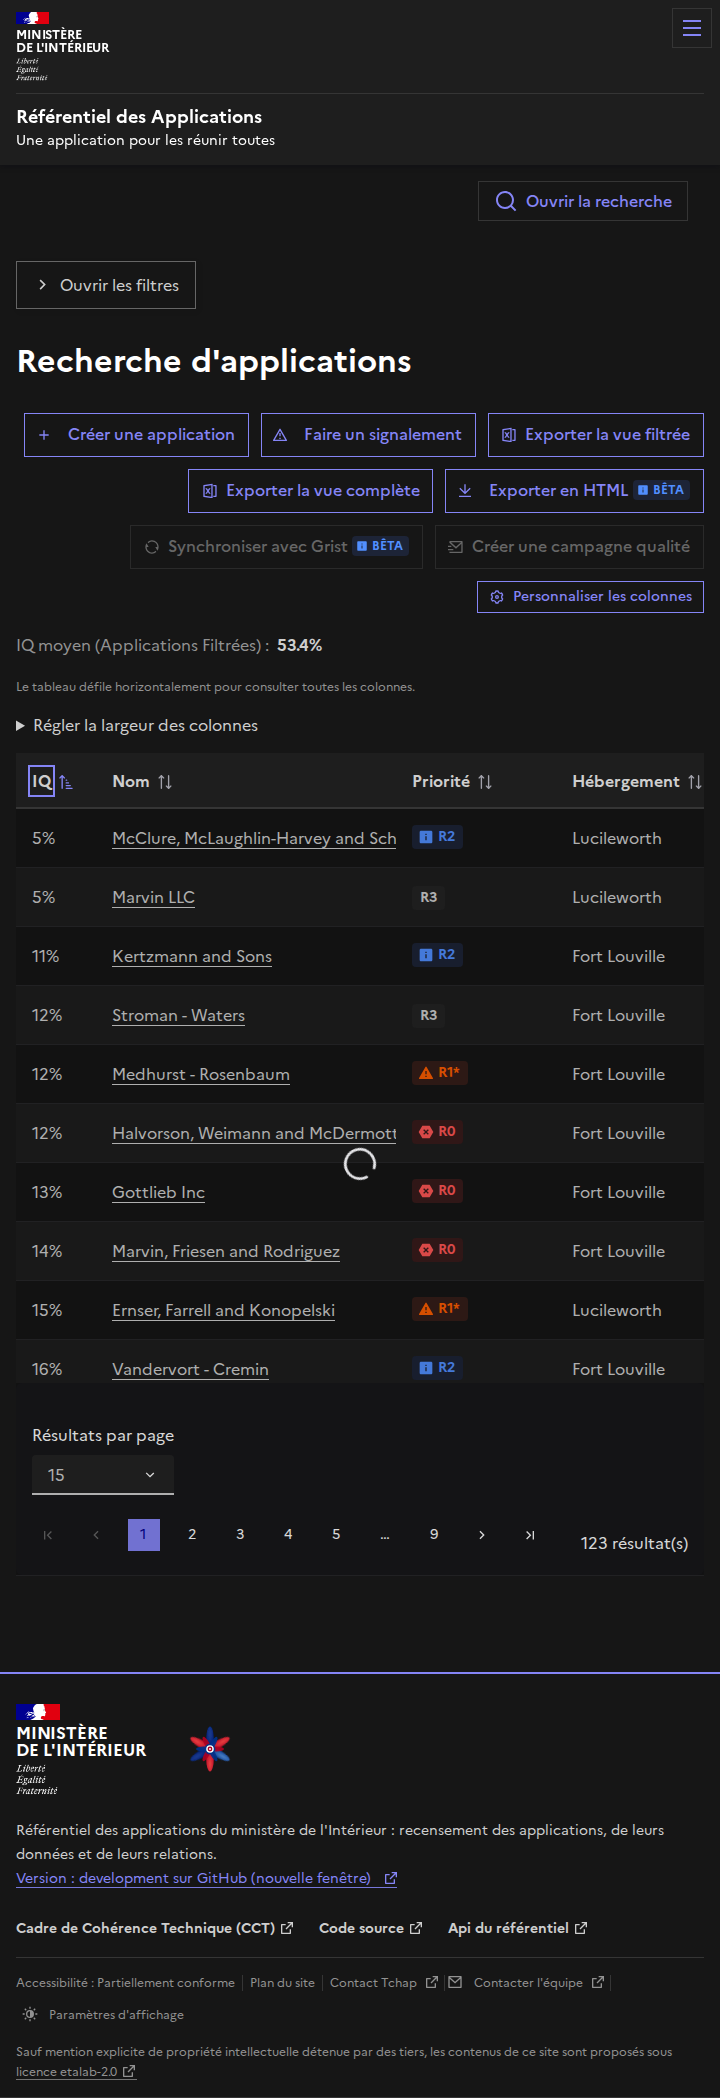 MINISTÈRE
DE L'INTÉRIEUR
Liberté
Égalité
Fraternité
Référentiel des Applications
Une application pour les réunir toutes
Ouvrir la recherche
Ouvrir les filtres
Recherche d'applications
Créer une application
Faire un signalement
Exporter la vue filtrée
Exporter la vue complète
Exporter en HTML BÊTA
Synchroniser avec Grist BÊTA
Créer une campagne qualité
Personnaliser les colonnes
IQ moyen (Applications Filtrées) : 53.4%
Le tableau défile horizontalement pour consulter toutes les colonnes.
Régler la largeur des colonnes
IQ Nom Priorité Hébergement
5% McClure, McLaughlin-Harvey and Sch R2 Lucileworth
5% Marvin LLC R3 Lucileworth
11% Kertzmann and Sons R2 Fort Louville
12% Stroman - Waters R3 Fort Louville
12% Medhurst - Rosenbaum R1* Fort Louville
12% Halvorson, Weimann and McDermott R0 Fort Louville
13% Gottlieb Inc R0 Fort Louville
14% Marvin, Friesen and Rodriguez R0 Fort Louville
15% Ernser, Farrell and Konopelski R1* Lucileworth
16% Vandervort - Cremin R2 Fort Louville
Résultats par page
15
1 2 3 4 5 … 9
123 résultat(s)
MINISTÈRE
DE L'INTÉRIEUR
Liberté
Égalité
Fraternité
Référentiel des applications du ministère de l'Intérieur : recensement des applications, de leurs
données et de leurs relations.
Version : development sur GitHub (nouvelle fenêtre)
Cadre de Cohérence Technique (CCT) Code source Api du référentiel
Accessibilité : Partiellement conforme Plan du site Contact Tchap Contacter l'équipe
Paramètres d'affichage
Sauf mention explicite de propriété intellectuelle détenue par des tiers, les contenus de ce site sont proposés sous
licence etalab-2.0